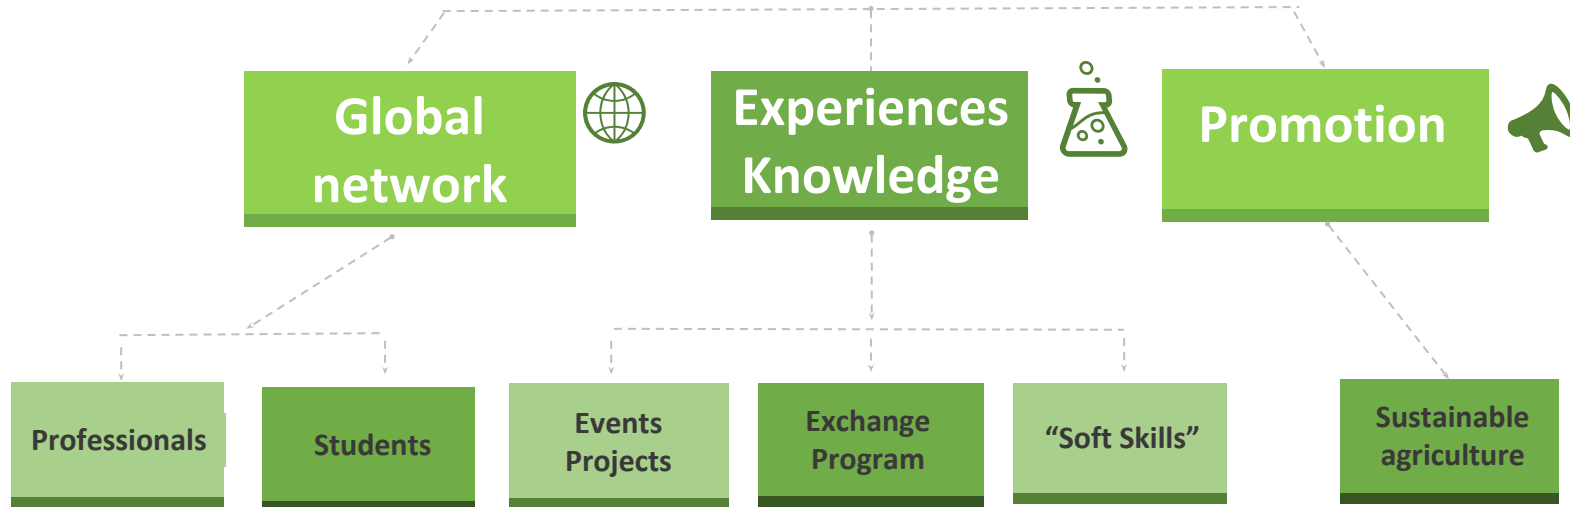 Global
network
Experiences
Knowledge
Promotion
Professionals
Students
Events
Projects
Exchange
Program
“Soft Skills”
Sustainable
agriculture